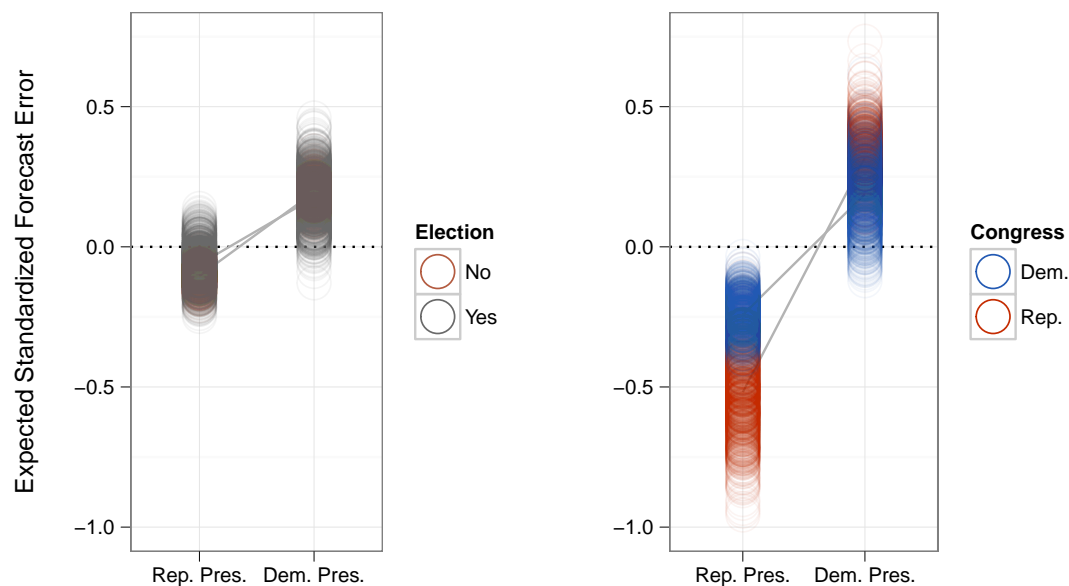 Expected Standardized Forecast Error
0.5
0.0
−0.5
−1.0
Rep. Pres.
Dem. Pres.
Election
No
Yes
0.5
0.0
−0.5
−1.0
Rep. Pres.
Dem. Pres.
Congress
Dem.
Rep.